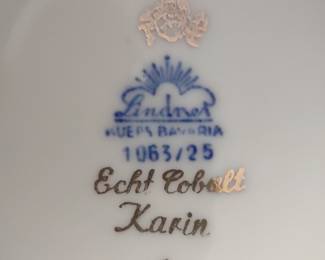 Lindner
KUEPS BAVARIA
1063/25
Echt Cobalt
Karin